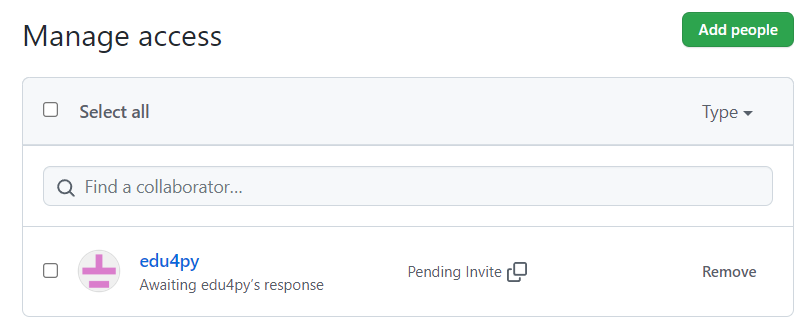 Manage access
Add people
Select all
Type
Find a collaborator...
edu4py
Awaiting edu4py’s response
Pending Invite
Remove